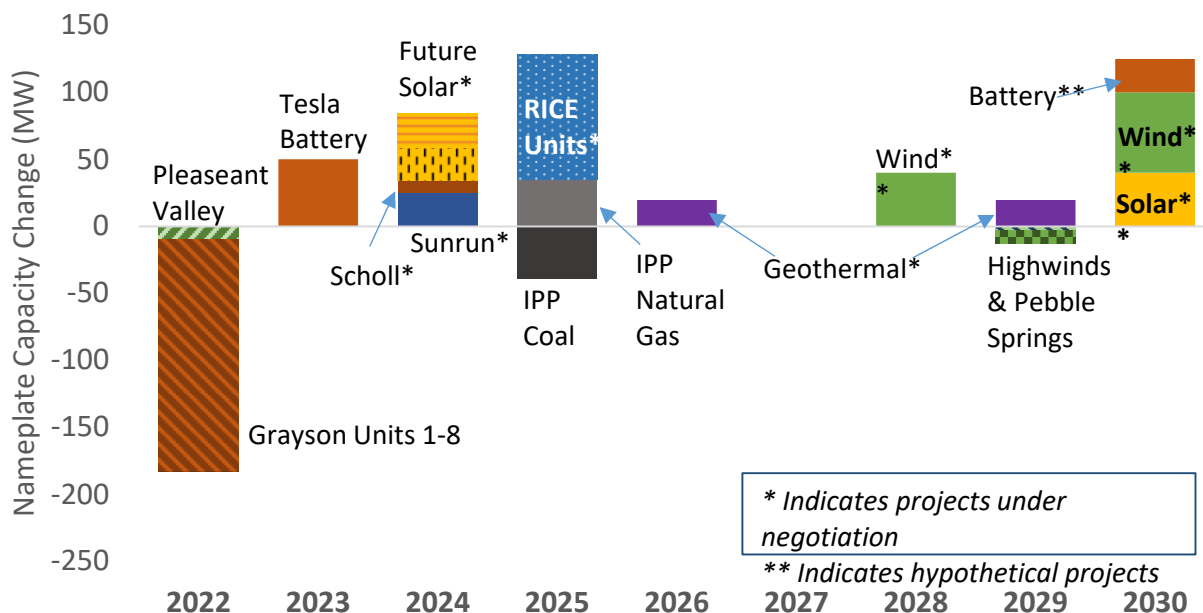 Nameplate Capacity Change (MW)
150
100
50
0
-50
-100
-150
-200
-250
Pleaseant
Valley
Grayson Units 1-8
Tesla
Battery
Future
Solar*
Scholl*
Sunrun*
RICE
Units*
IPP
Coal
IPP
Natural
Gas
Geothermal*
Wind*
*
Highwinds
& Pebble
Springs
Battery**
Wind*
*
Solar*
*
* Indicates projects under
negotiation
** Indicates hypothetical projects
2022 2023 2024 2025 2026 2027 2028 2029 2030